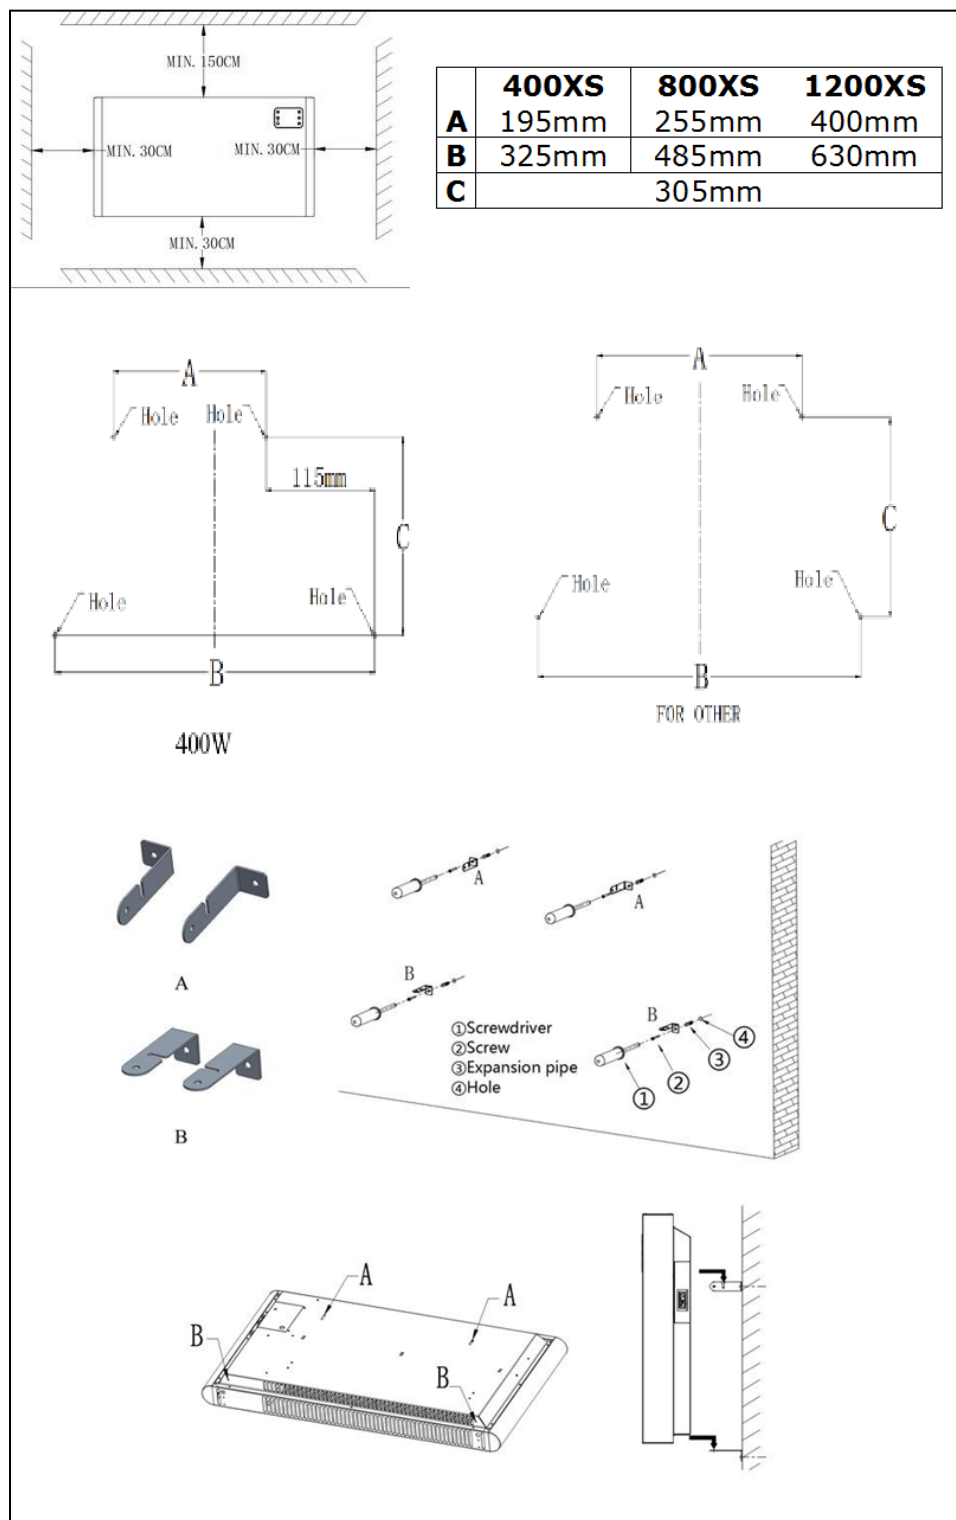 MIN. 150CM
MIN. 30CM
MIN. 30CM
MIN. 30CM
400XS 800XS 1200XS
A 195mm 255mm 400mm
B 325mm 485mm 630mm
C 305mm
A
Hole Hole
115mm
C
Hole Hole
B
400W
A
Hole Hole
C
Hole Hole
B
FOR OTHER
A
B
A
A
B
B
①Screwdriver
②Screw
③Expansion pipe
④Hole
① ② ③ ④
A
A
B
B